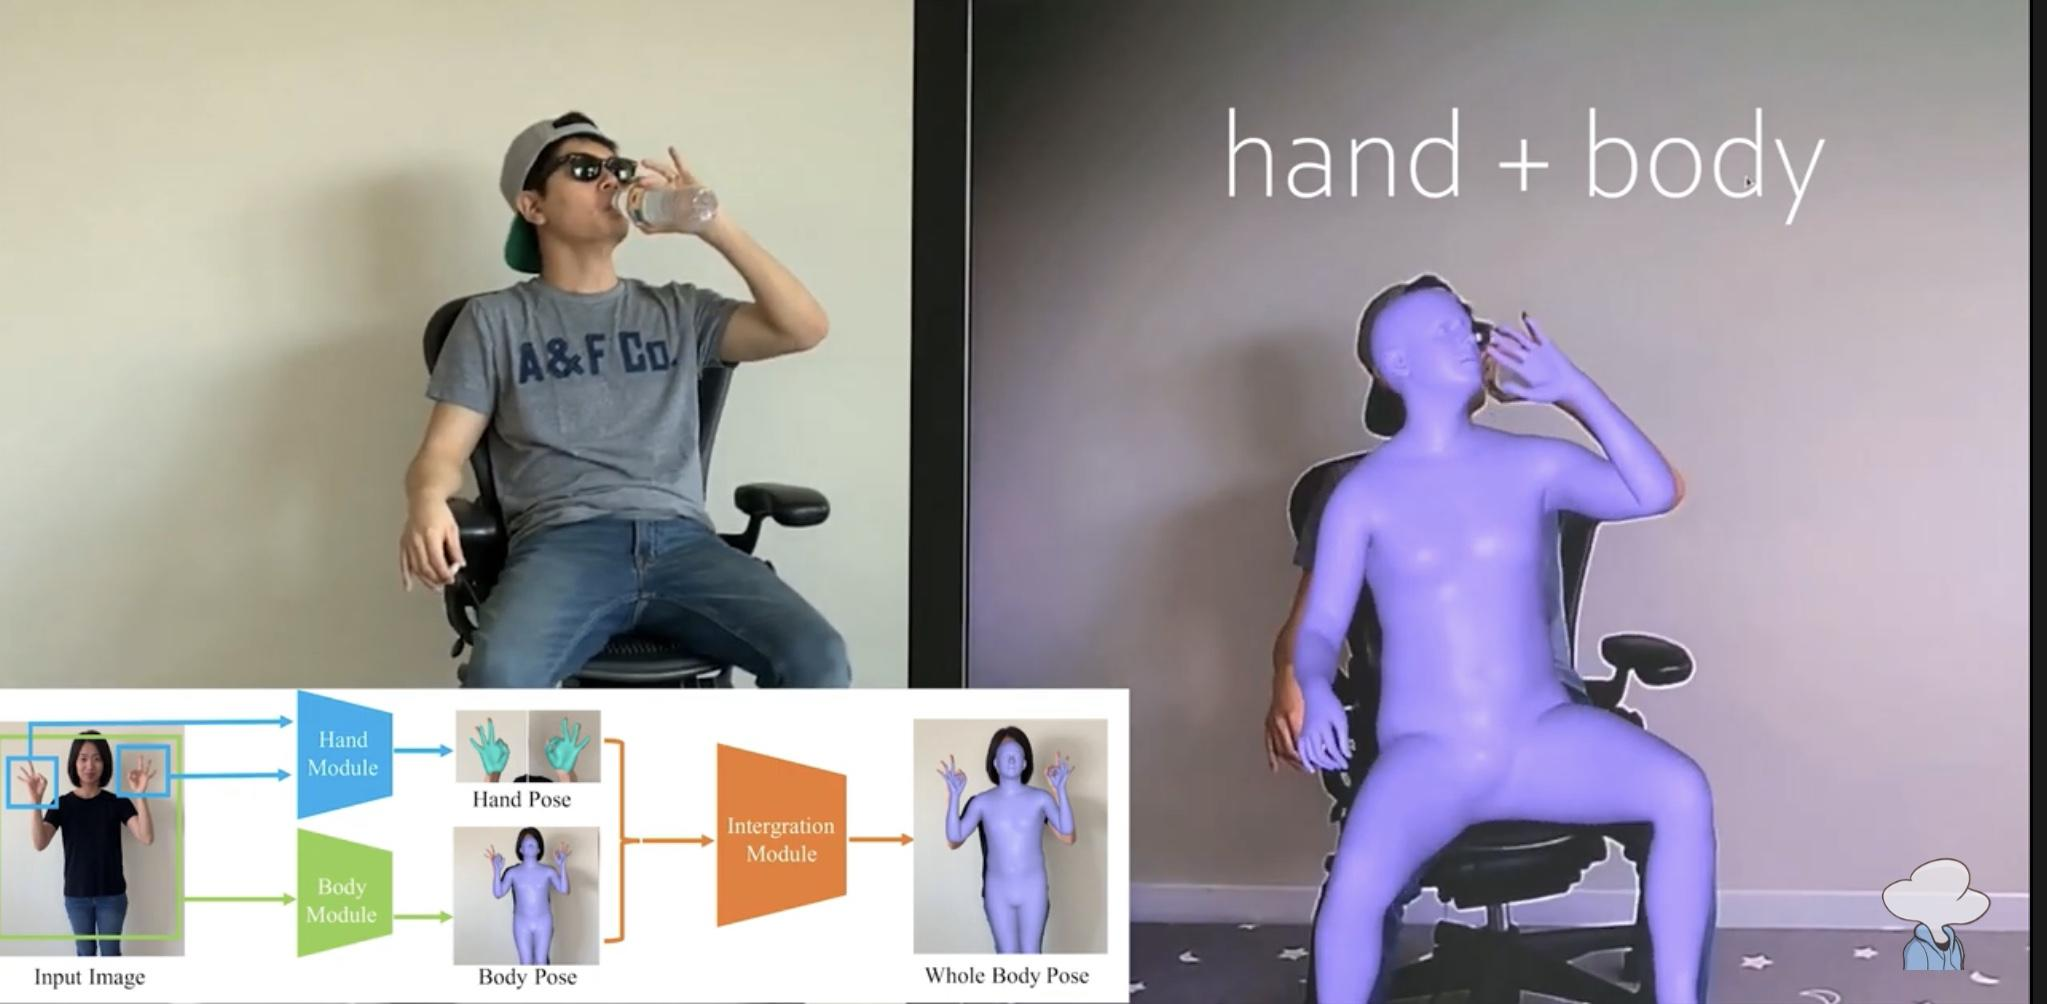 hand + body
A&F Co.
Hand
Module
Hand Pose
Body
Module
Body Pose
Intergration
Module
Input Image
Whole Body Pose